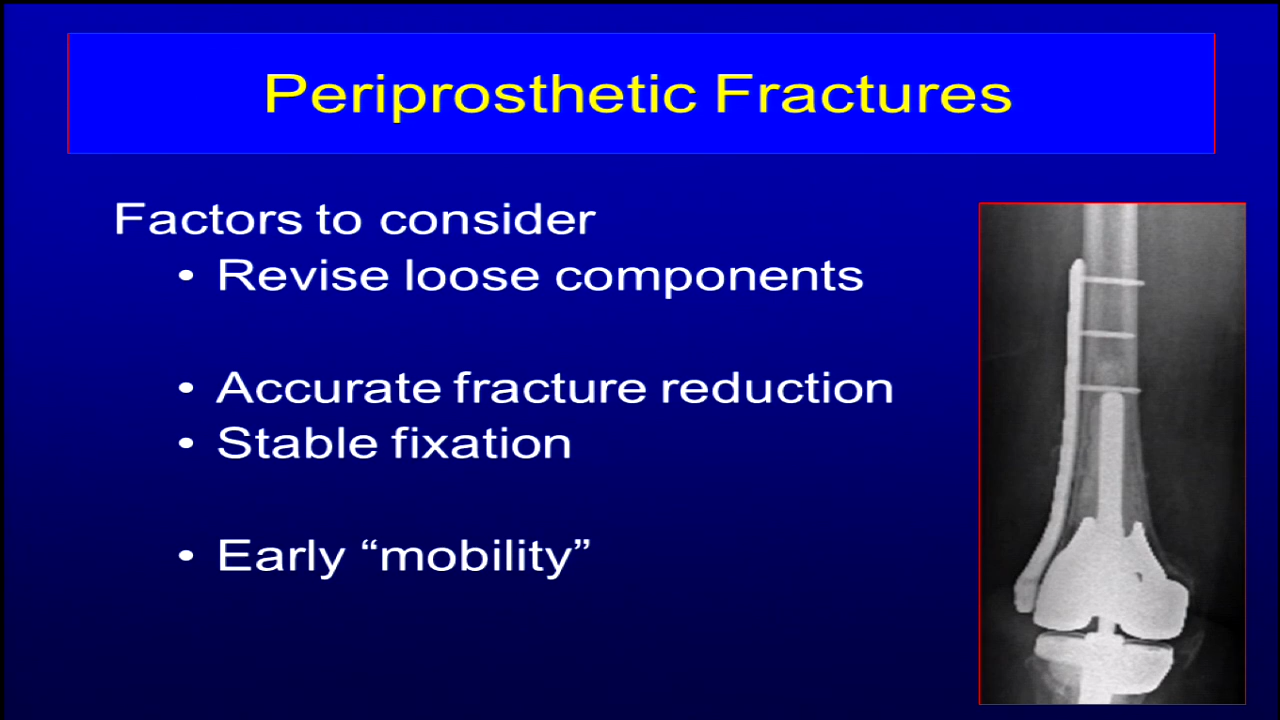 Periprosthetic Fractures
Factors to consider
• Revise loose components
• Accurate fracture reduction
• Stable fixation
• Early “mobility”